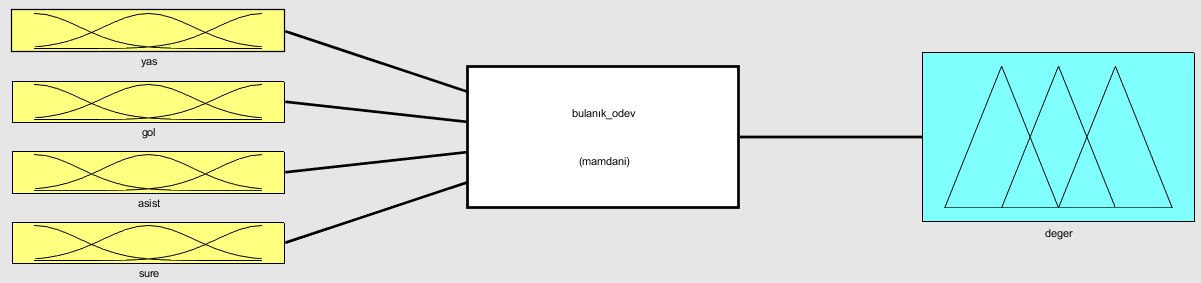 yas
gol
asist
sure
bulanık_odev
(mamdani)
deger